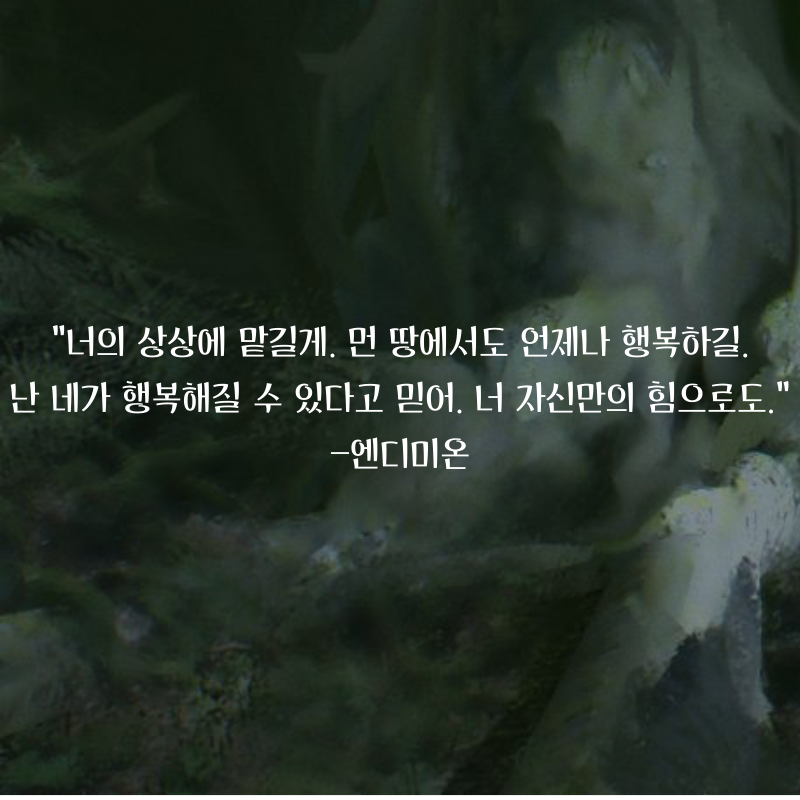 "너의 상상에 맡길게. 먼 땅에서도 언제나 행복하길.
난 네가 행복해질 수 있다고 믿어. 너 자신만의 힘으로도."
-엔디미온